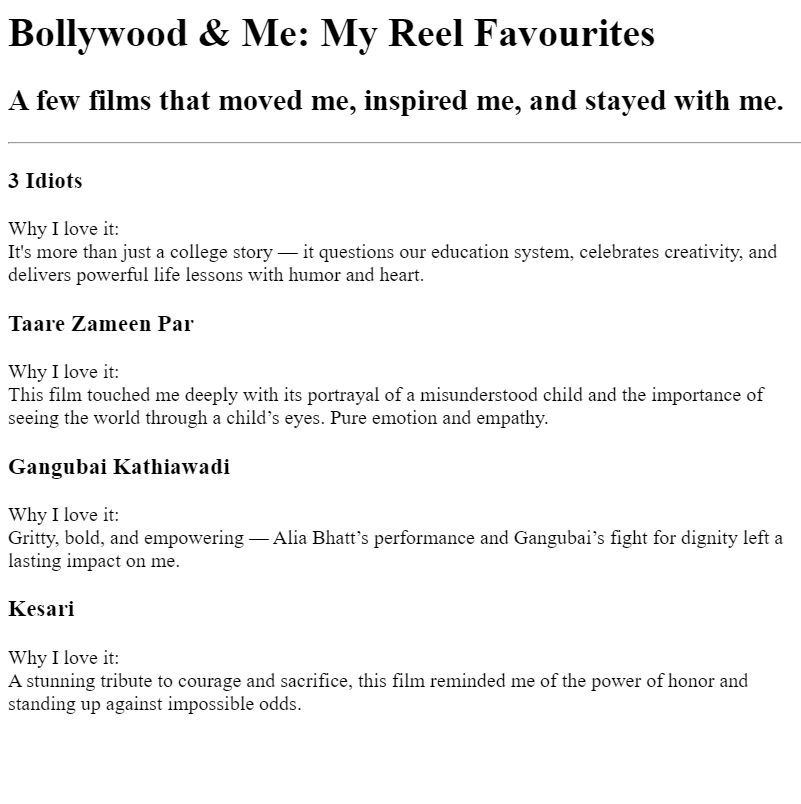 Bollywood & Me: My Reel Favourites
A few films that moved me, inspired me, and stayed with me.
3 Idiots
Why I love it:
It's more than just a college story — it questions our education system, celebrates creativity, and
delivers powerful life lessons with humor and heart.
Taare Zameen Par
Why I love it:
This film touched me deeply with its portrayal of a misunderstood child and the importance of
seeing the world through a child’s eyes. Pure emotion and empathy.
Gangubai Kathiawadi
Why I love it:
Gritty, bold, and empowering — Alia Bhatt’s performance and Gangubai’s fight for dignity left a
lasting impact on me.
Kesari
Why I love it:
A stunning tribute to courage and sacrifice, this film reminded me of the power of honor and
standing up against impossible odds.